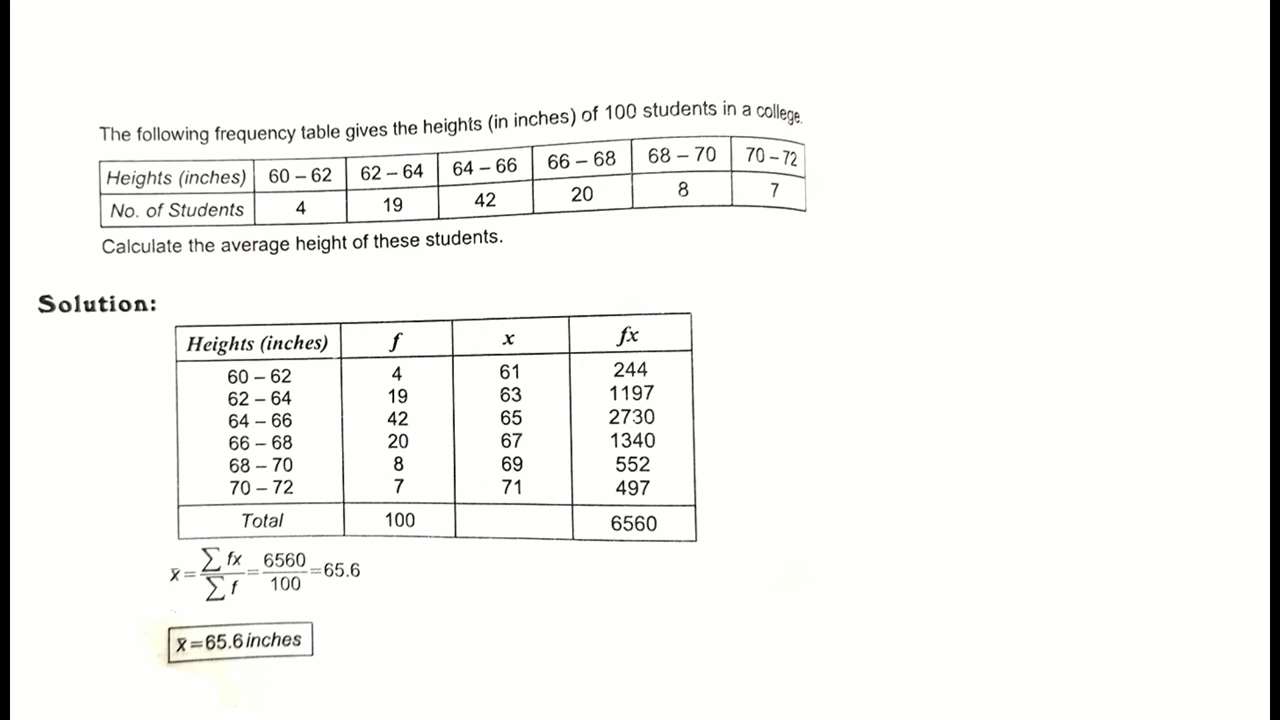 The following frequency table gives the heights (in inches) of 100 students in a college.
Heights (inches) 60 – 62 62 – 64 64 – 66 66 – 68 68 – 70 70 – 72
No. of Students 4 19 42 20 8 7
Calculate the average height of these students.
Solution:
Heights (inches) f x fx
60 – 62 4 61 244
62 – 64 19 63 1197
64 – 66 42 65 2730
66 – 68 20 67 1340
68 – 70 8 69 552
70 – 72 7 71 497
Total 100 6560
x̄ = ∑ fx / ∑ f = 6560 / 100 = 65.6
x̄ = 65.6 inches